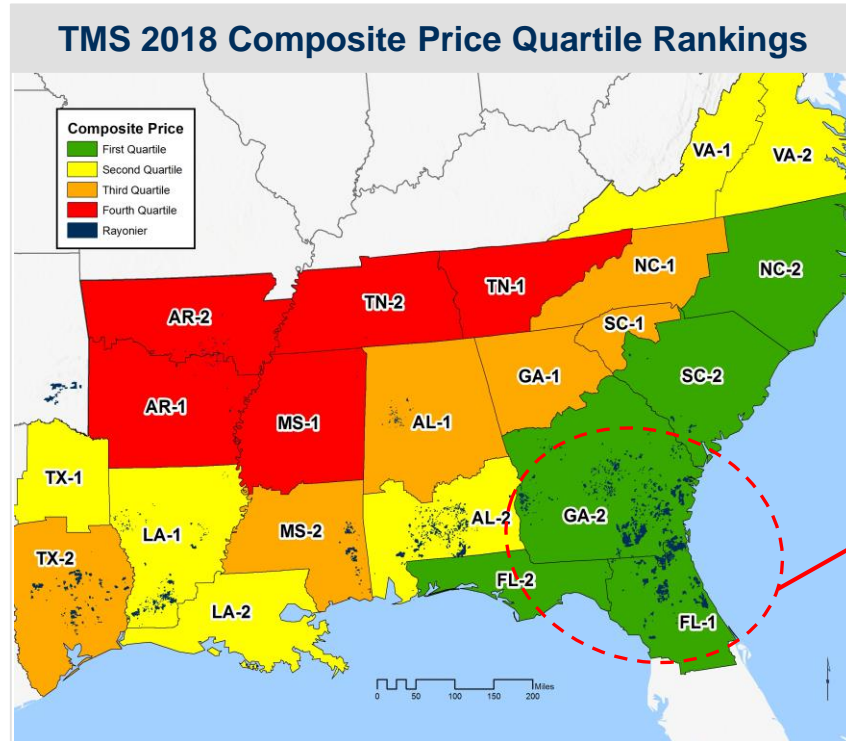 TMS 2018 Composite Price Quartile Rankings
Composite Price
First Quartile
Second Quartile
Third Quartile
Fourth Quartile
Rayonier
VA-1
VA-2
NC-1
NC-2
TN-1
TN-2
AR-2
SC-1
GA-1
SC-2
AR-1
MS-1
AL-1
TX-1
LA-1
MS-2
AL-2
GA-2
TX-2
FL-2
LA-2
FL-1
Miles
0 25 50 100 150 200